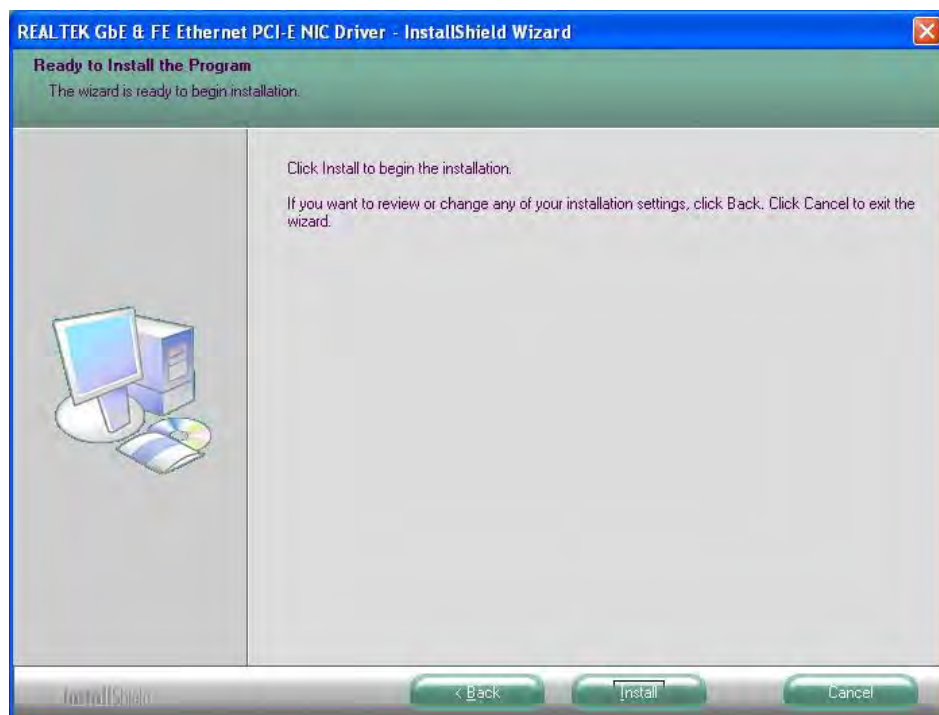 REALTEK GbE & FE Ethernet PCI-E NIC Driver - InstallShield Wizard
Ready to Install the Program
The wizard is ready to begin installation.
Click Install to begin the installation.
If you want to review or change any of your installation settings, click Back. Click Cancel to exit the
wizard.
InstallShield
< Back
Install
Cancel